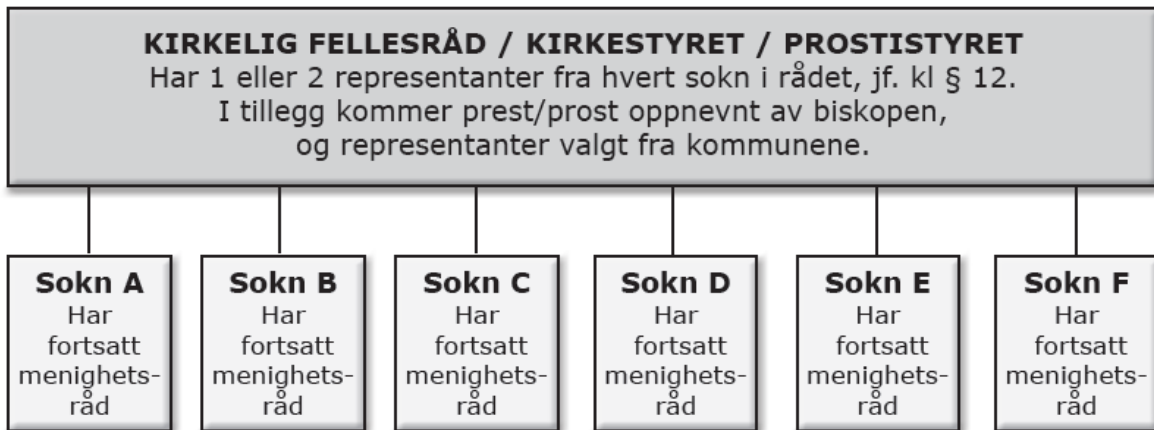 KIRKELIG FELLESRÅD / KIRKESTYRET / PROSTISTYRET
Har 1 eller 2 representanter fra hvert sokn i rådet, jf. kl § 12.
I tillegg kommer prest/prost oppnevnt av biskopen,
og representanter valgt fra kommunene.
Sokn A
Har
fortsatt
menighets-
råd
Sokn B
Har
fortsatt
menighets-
råd
Sokn C
Har
fortsatt
menighets-
råd
Sokn D
Har
fortsatt
menighets-
råd
Sokn E
Har
fortsatt
menighets-
råd
Sokn F
Har
fortsatt
menighets-
råd